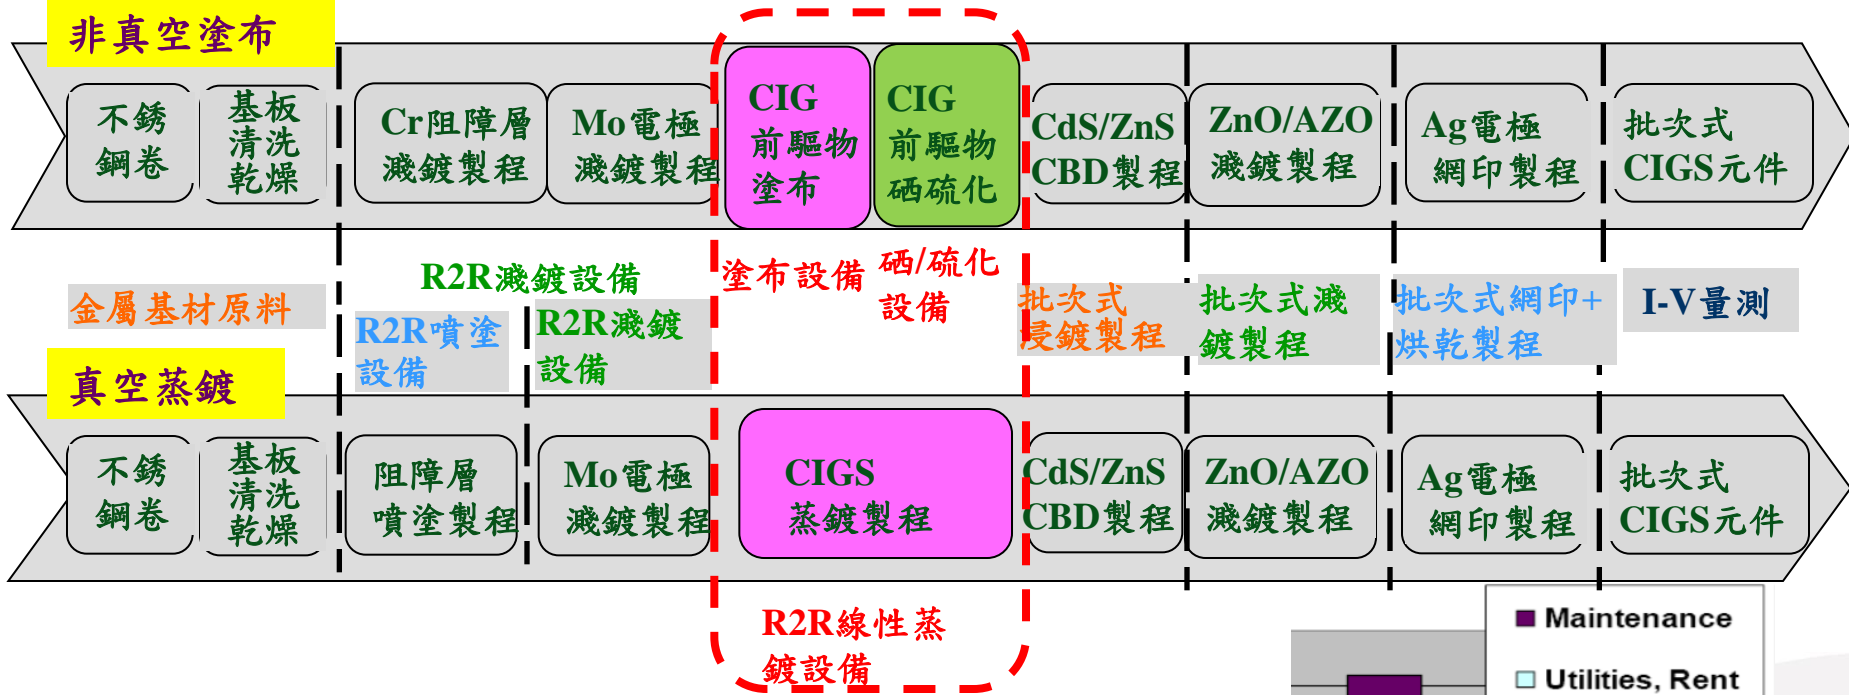 非真空塗布
不銹
鋼卷
基板
清洗
乾燥
Cr阻障層
濺鍍製程
Mo電極
濺鍍製程
CIG
前驅物
塗布
CIG
前驅物
硒硫化
CdS/ZnS
CBD製程
ZnO/AZO
濺鍍製程
Ag電極
網印製程
批次式
CIGS元件
金屬基材原料
R2R濺鍍設備
R2R噴塗
設備
R2R濺鍍
設備
塗布設備
硒/硫化
設備
批次式
浸鍍製程
批次式濺
鍍製程
批次式網印+
烘乾製程
I-V量測
真空蒸鍍
不銹
鋼卷
基板
清洗
乾燥
阻障層
噴塗製程
Mo電極
濺鍍製程
CIGS
蒸鍍製程
CdS/ZnS
CBD製程
ZnO/AZO
濺鍍製程
Ag電極
網印製程
批次式
CIGS元件
R2R線性蒸
鍍設備
Maintenance
Utilities, Rent